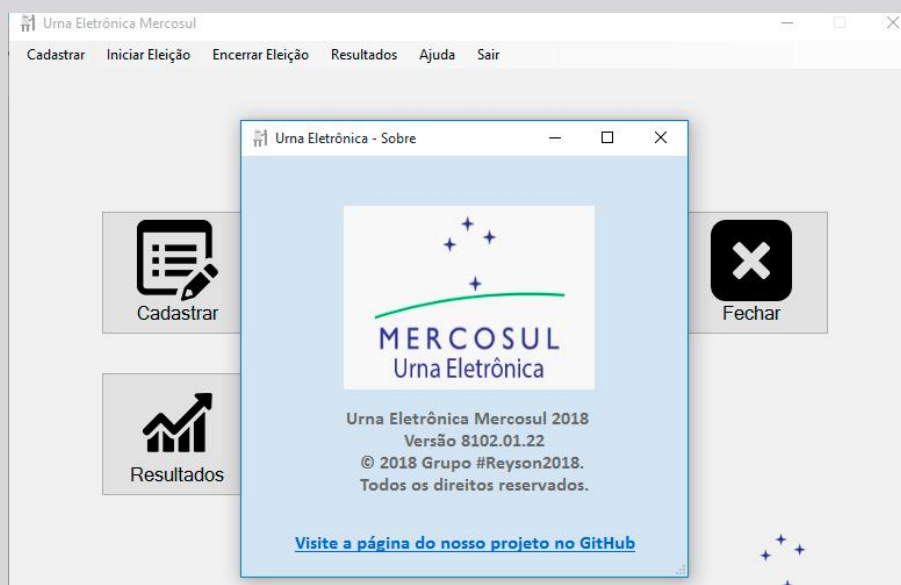 Urna Eletrônica Mercosul
Cadastrar Iniciar Eleição Encerrar Eleição Resultados Ajuda Sair
Urna Eletrônica - Sobre
MERCOSUL
Urna Eletrônica
Urna Eletrônica Mercosul 2018
Versão 8102.01.22
© 2018 Grupo #Reyson2018.
Todos os direitos reservados.
Visite a página do nosso projeto no GitHub
Cadastrar
Fechar
Resultados